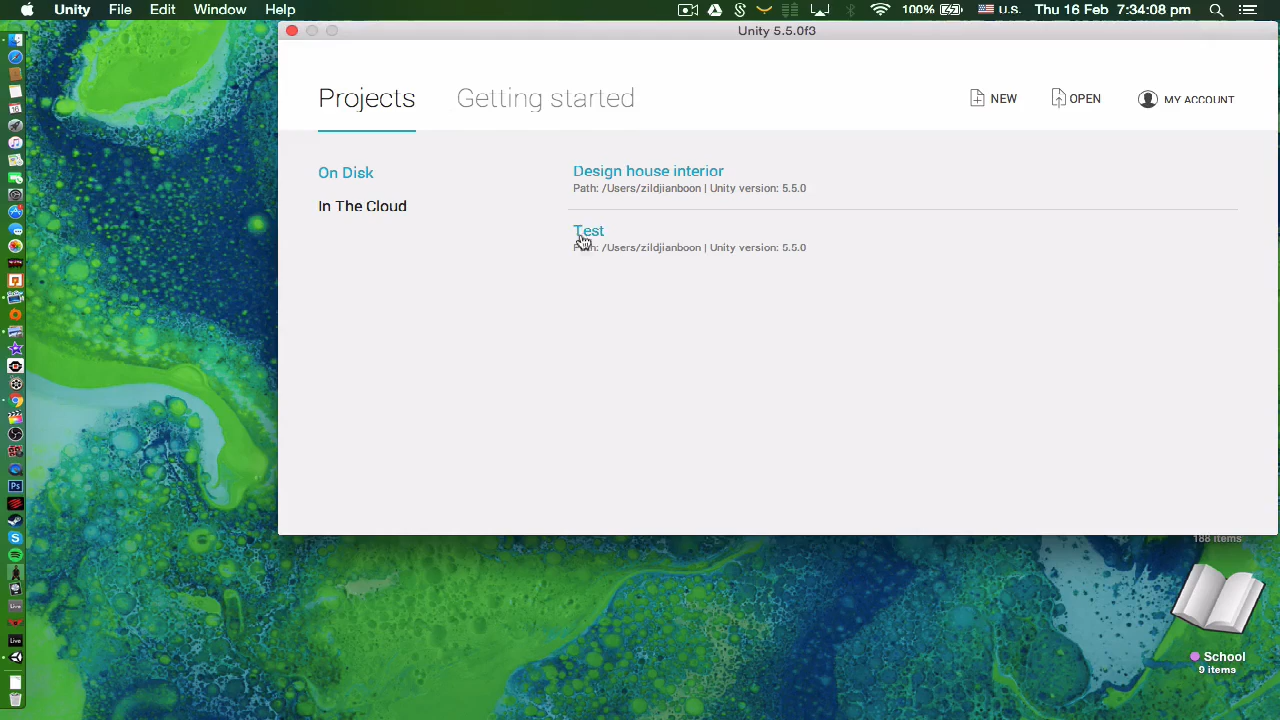 Unity File Edit Window Help 100% U.S. Thu 16 Feb 7:34:08 pm
Unity 5.5.0f3
Projects Getting started NEW OPEN MY ACCOUNT
On Disk
In The Cloud
Design house interior
Path: /Users/zildjianboon | Unity version: 5.5.0
Test
Path: /Users/zildjianboon | Unity version: 5.5.0
188 items
School
9 items
Live
Live